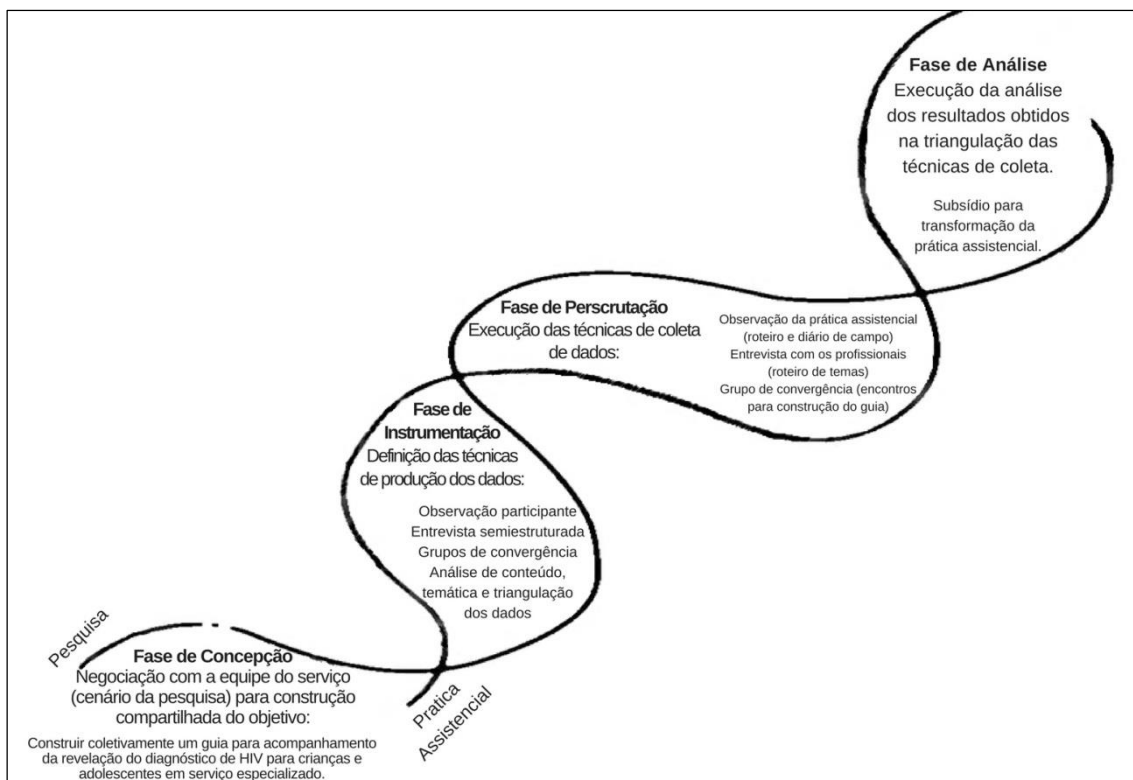 Fase de Análise
Execução da análise
dos resultados obtidos
na triangulação das
técnicas de coleta.
Subsídio para
transformação da
prática assistencial.
Fase de Perscrutação
Execução das técnicas de coleta
de dados:
Observação da prática assistencial
(roteiro e diário de campo)
Entrevista com os profissionais
(roteiro de temas)
Grupo de convergência (encontros
para construção do guia)
Fase de
Instrumentação
Definição das técnicas
de produção dos dados:
Observação participante
Entrevista semiestruturada
Grupos de convergência
Análise de conteúdo,
temática e triangulação
dos dados
Pesquisa
Fase de Concepção
Negociação com a equipe do serviço
(cenário da pesquisa) para construção
compartilhada do objetivo:
Construir coletivamente um guia para acompanhamento
da revelação do diagnóstico de HIV para crianças e
adolescentes em serviço especializado.
Pratica
Assistencial